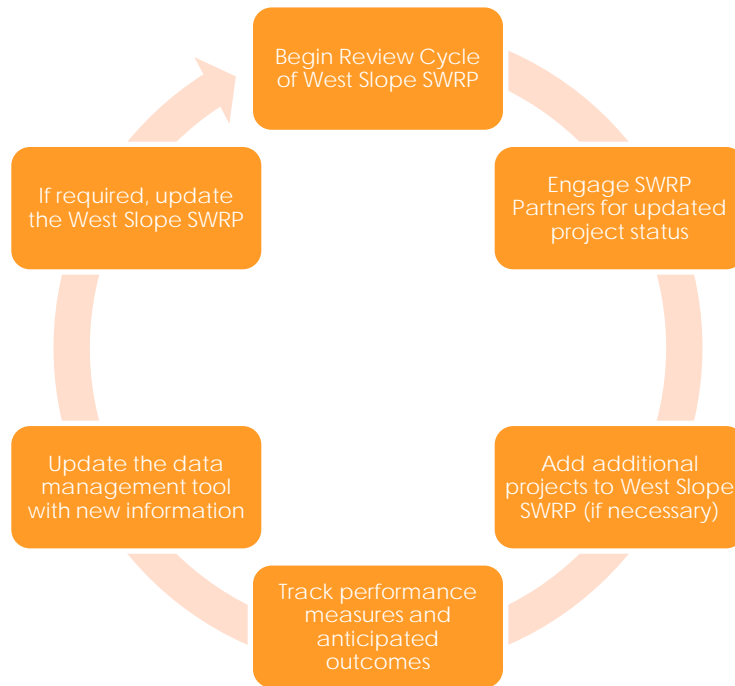 Begin Review Cycle
of West Slope SWRP
Engage SWRP
Partners for updated
project status
Add additional
projects to West Slope
SWRP (if necessary)
Track performance
measures and
anticipated
outcomes
Update the data
management tool
with new information
If required, update
the West Slope SWRP